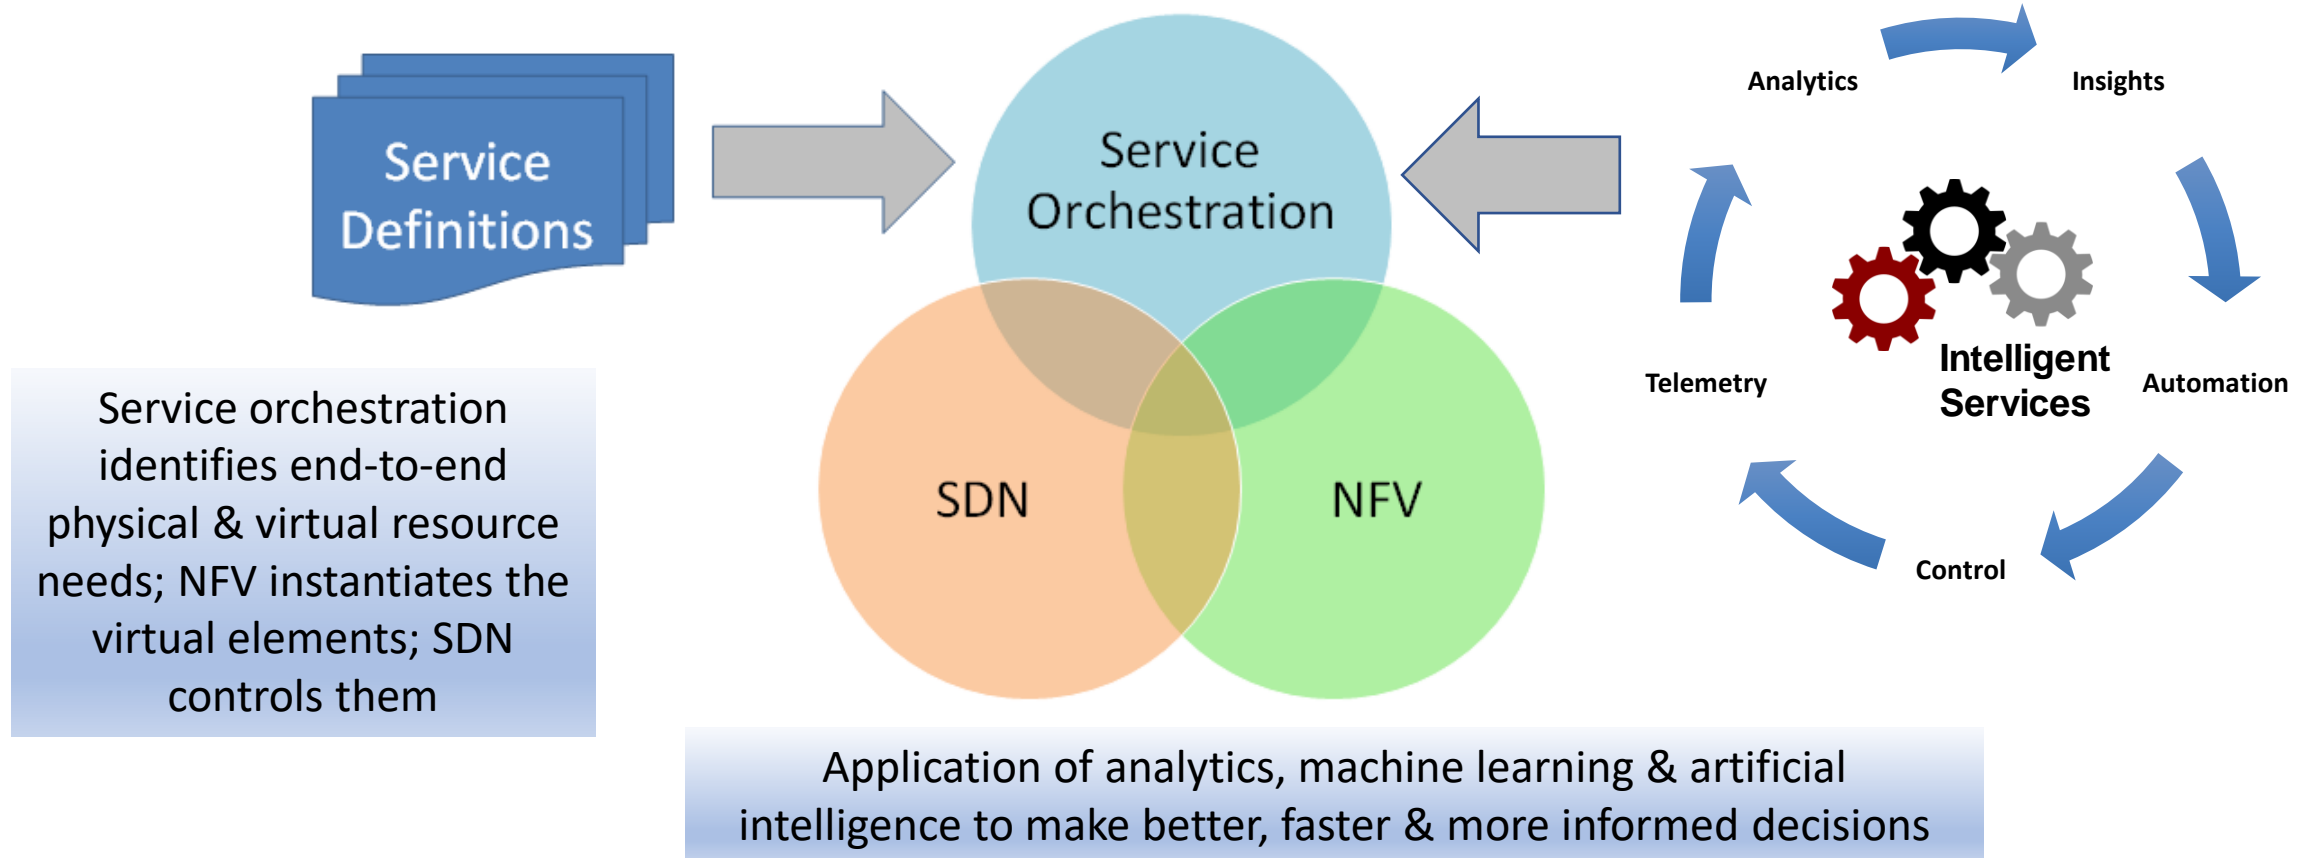 Service
Definitions
Service
Orchestration
SDN
NFV
Analytics
Insights
Telemetry
Intelligent
Services
Automation
Control
Service orchestration
identifies end-to-end
physical & virtual resource
needs; NFV instantiates the
virtual elements; SDN
controls them
Application of analytics, machine learning & artificial
intelligence to make better, faster & more informed decisions